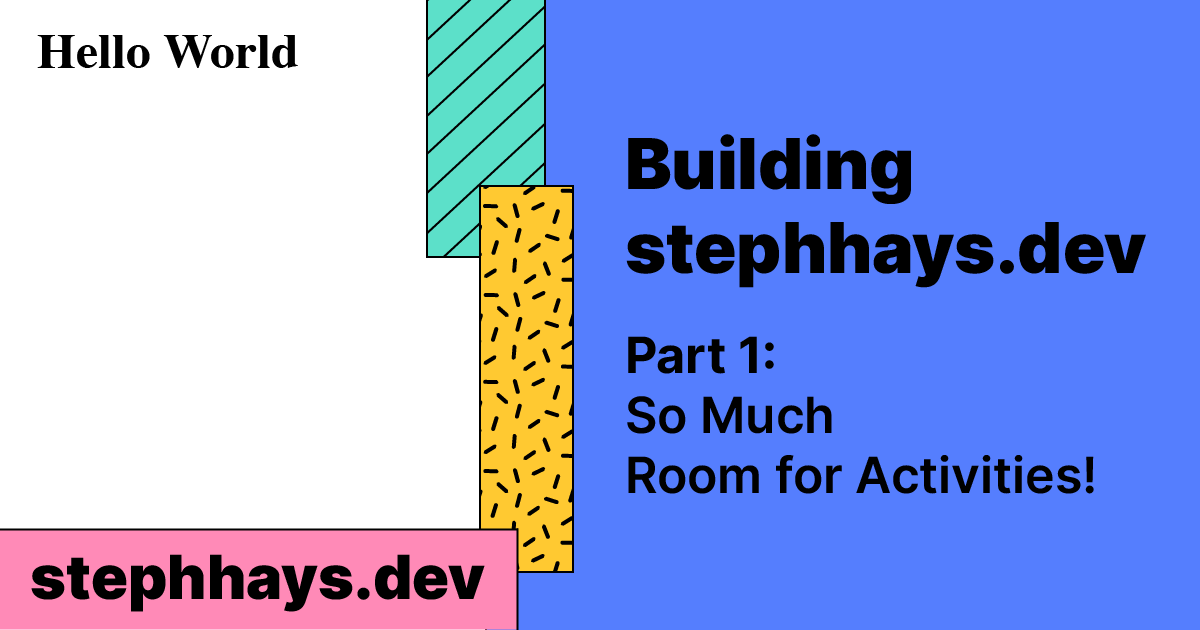 Hello World
Building
stephhays.dev
Part 1:
So Much
Room for Activities!
stephhays.dev